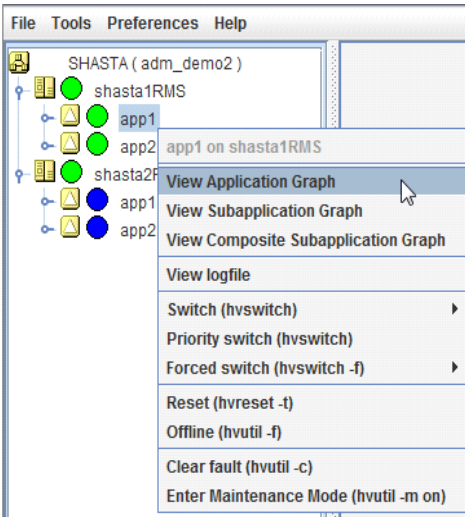 File Tools Preferences Help
SHASTA ( adm_demo2 )
shasta1RMS
app1
app2
app1 on shasta1RMS
View Application Graph
View Subapplication Graph
View Composite Subapplication Graph
View logfile
Switch (hvswitch)
Priority switch (hvswitch)
Forced switch (hvswitch -f)
Reset (hvreset -t)
Offline (hvutil -f)
Clear fault (hvutil -c)
Enter Maintenance Mode (hvutil -m on)
app1
app2